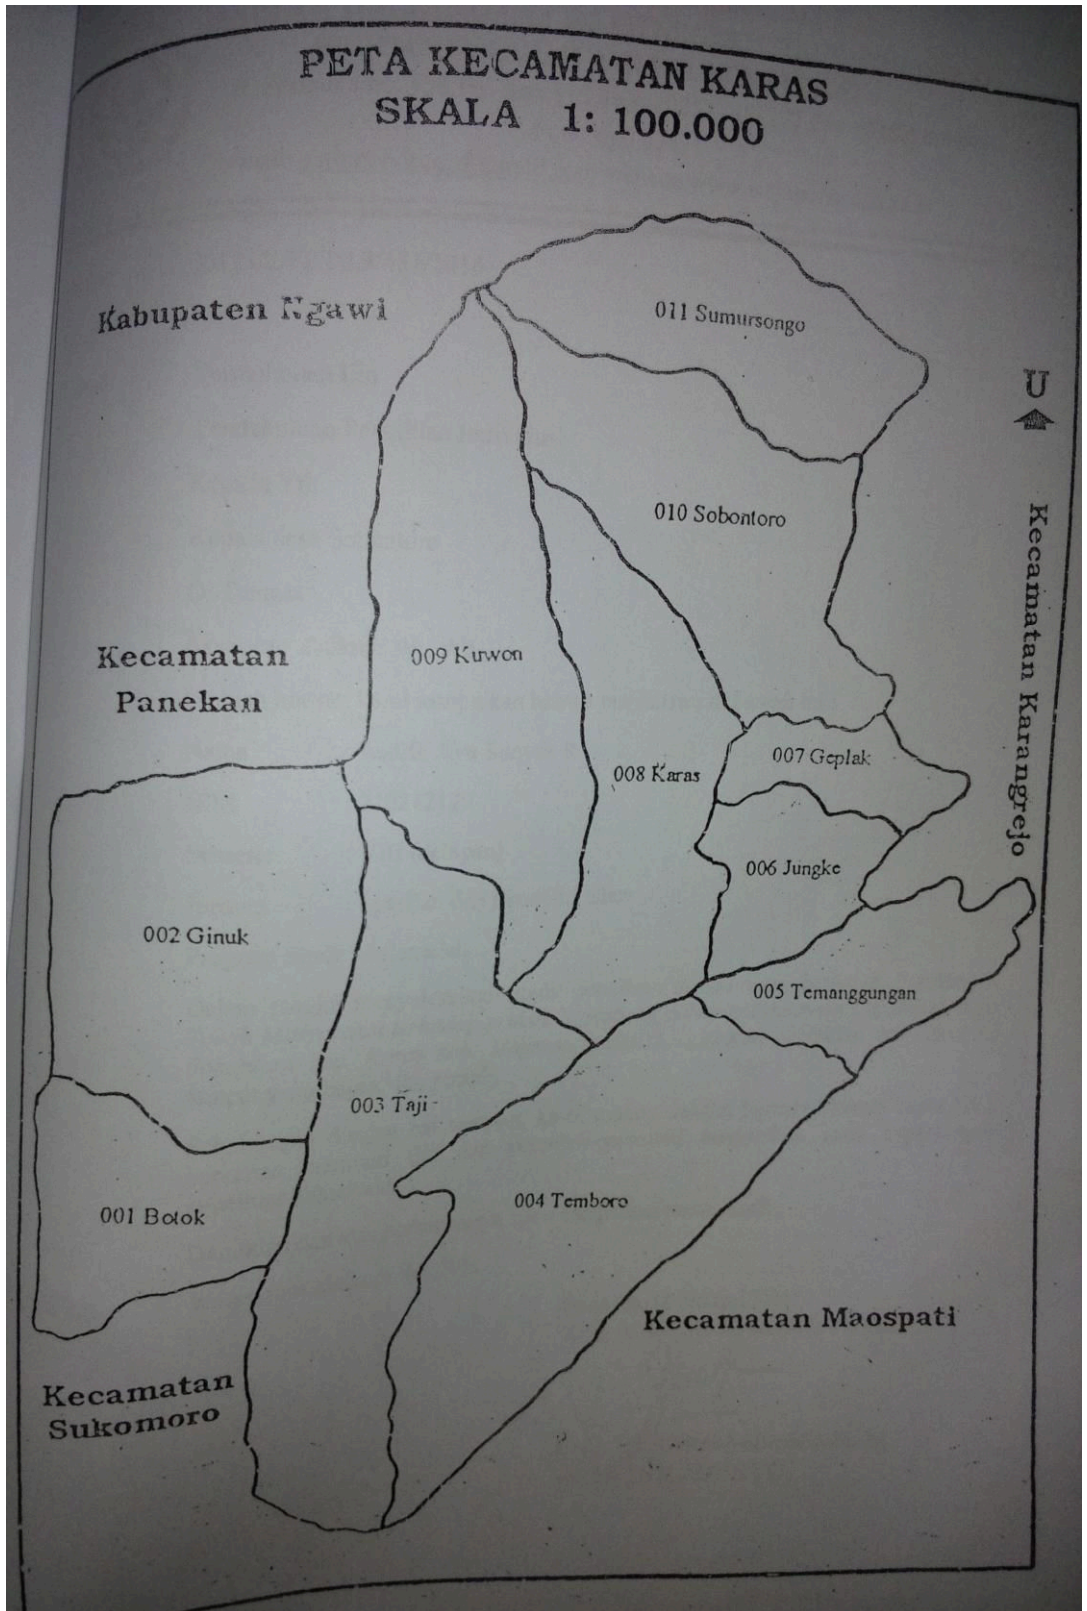 PETA KECAMATAN KARAS
SKALA 1: 100.000
Kabupaten Ngawi
011 Sumursongo
U
010 Sobontoro
Kecamatan Karangrejo
Kecamatan
Panekan
009 Kuwon
008 Karas
007 Geplak
006 Jungke
002 Ginuk
005 Temanggungan
003 Taji
001 Botok
004 Temboro
Kecamatan Maospati
Kecamatan
Sukomoro